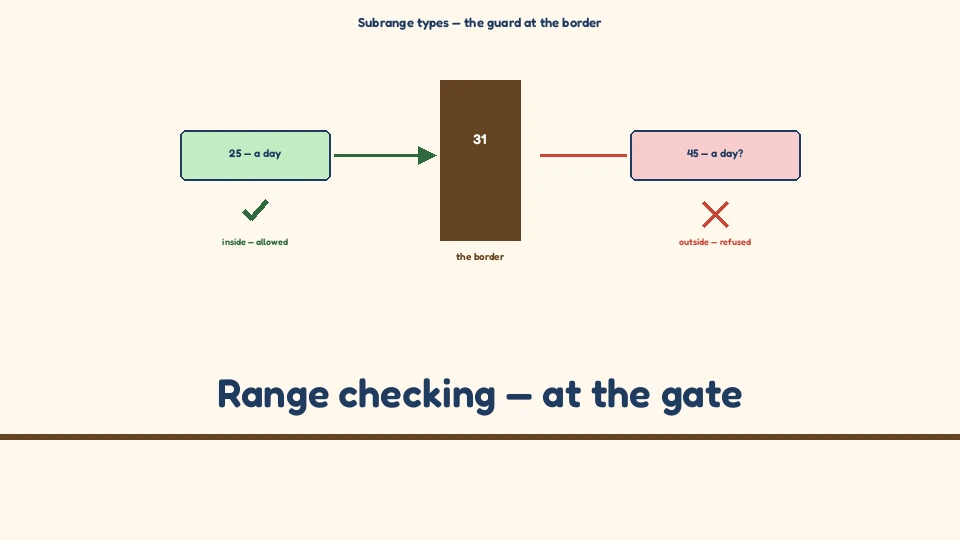 Subrange types — the guard at the border
31
25 — a day
45 — a day?
inside — allowed
outside — refused
the border
Range checking — at the gate